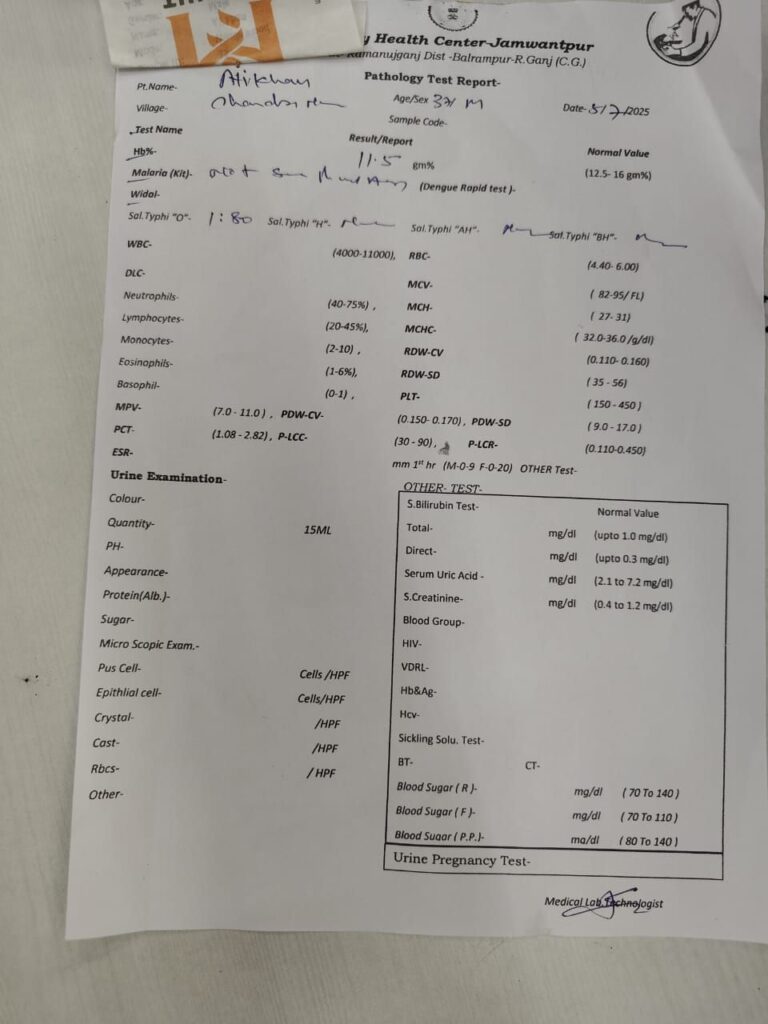 y Health Center-Jamwantpur
Ramanujganj Dist -Balrampur-R.Ganj (C.G.)
Pathology Test Report-
Pt.Name-
Village-
Age/Sex 37/ M
Date- 5/7/2025
Sample Code-
Test Name Result/Report Normal Value
Hb%- 11.5 gm% (12.5- 16 gm%)
Malaria (Kit)- (Dengue Rapid test )-
Widal-
Sal.Typhi "O"- 1:80 Sal.Typhi "H"- Sal.Typhi "AH"- Sal.Typhi "BH"-
WBC- (4000-11000), RBC- (4.40- 6.00)
DLC- MCV- ( 82-95/ FL)
Neutrophils- (40-75%) , MCH- ( 27- 31)
Lymphocytes- (20-45%), MCHC- ( 32.0-36.0 /g/dl)
Monocytes- (2-10) , RDW-CV (0.110- 0.160)
Eosinophils- (1-6%), RDW-SD ( 35 - 56)
Basophil- (0-1) , PLT- ( 150 - 450 )
MPV- (7.0 - 11.0 ) , PDW-CV- (0.150- 0.170), PDW-SD ( 9.0 - 17.0 )
PCT- (1.08 - 2.82) , P-LCC- (30 - 90) , P-LCR- (0.110-0.450)
ESR- mm 1st hr (M-0-9 F-0-20) OTHER Test-
Urine Examination-
Colour-
Quantity- 15ML
PH-
Appearance-
Protein(Alb.)-
Sugar-
Micro Scopic Exam.-
Pus Cell- Cells /HPF
Epithlial cell- Cells/HPF
Crystal- /HPF
Cast- /HPF
Rbcs- / HPF
Other-
OTHER- TEST-
S.Bilirubin Test- Normal Value
Total- mg/dl (upto 1.0 mg/dl)
Direct- mg/dl (upto 0.3 mg/dl)
Serum Uric Acid - mg/dl (2.1 to 7.2 mg/dl)
S.Creatinine- mg/dl (0.4 to 1.2 mg/dl)
Blood Group-
HIV-
VDRL-
Hb&Ag-
Hcv-
Sickling Solu. Test-
BT- CT-
Blood Sugar ( R )- mg/dl ( 70 To 140 )
Blood Sugar ( F )- mg/dl ( 70 To 110 )
Blood Sugar ( P.P.)- mg/dl ( 80 To 140 )
Urine Pregnancy Test-
Medical Lab.Technologist